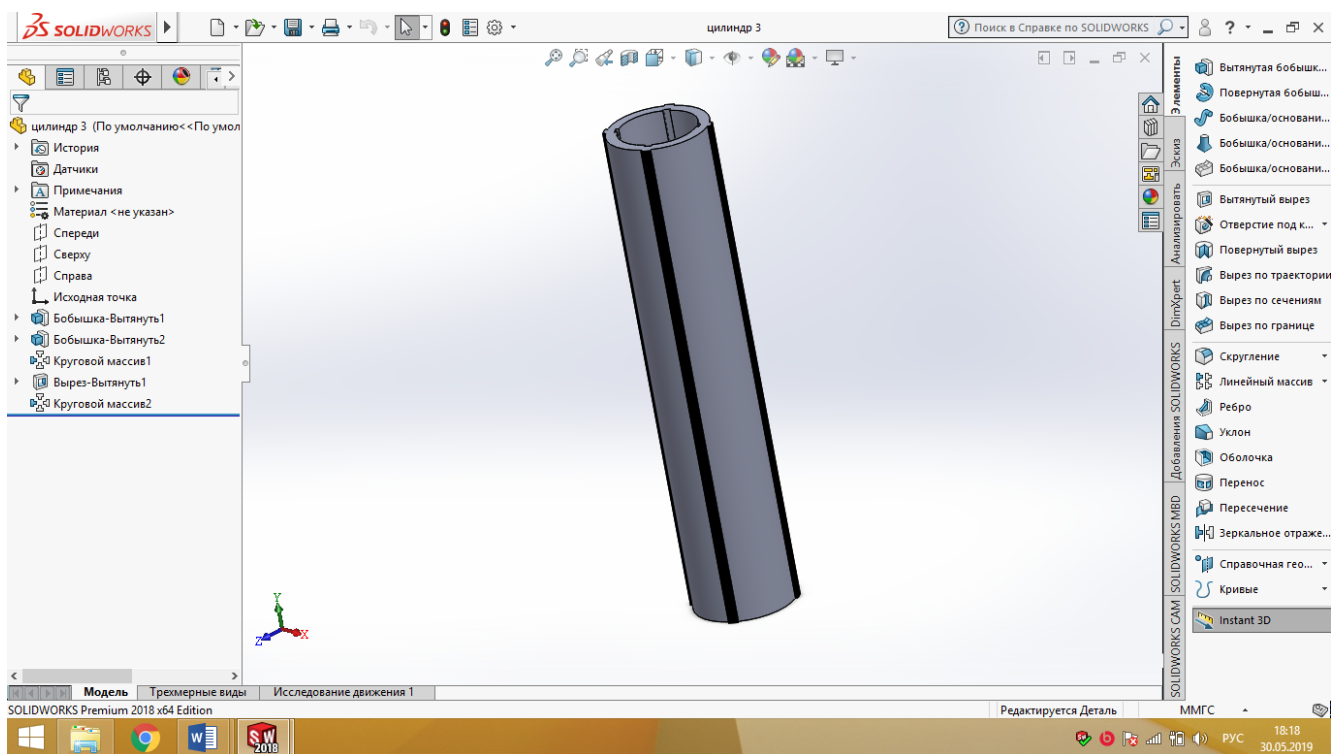 SOLIDWORKS
цилиндр 3
Поиск в Справке по SOLIDWORKS
?
цилиндр 3 (По умолчанию<<По умол
История
Датчики
Примечания
Материал <не указан>
Спереди
Сверху
Справа
Исходная точка
Бобышка-Вытянуть1
Бобышка-Вытянуть2
Круговой массив1
Вырез-Вытянуть1
Круговой массив2
Y
Z
X
Элементы
Эскиз
Анализировать
DimXpert
Добавления SOLIDWORKS
SOLIDWORKS MBD
SOLIDWORKS CAM
Вытянутая бобышк...
Повернутая бобыш...
Бобышка/основани...
Бобышка/основани...
Бобышка/основани...
Вытянутый вырез
Отверстие под к...
Повернутый вырез
Вырез по траектории
Вырез по сечениям
Вырез по границе
Скругление
Линейный массив
Ребро
Уклон
Оболочка
Перенос
Пересечение
Зеркальное отраже...
Справочная гео...
Кривые
Instant 3D
Модель
Трехмерные виды
Исследование движения 1
SOLIDWORKS Premium 2018 x64 Edition
Редактируется Деталь
ММГС
SW
2018
РУС
18:18
30.05.2019